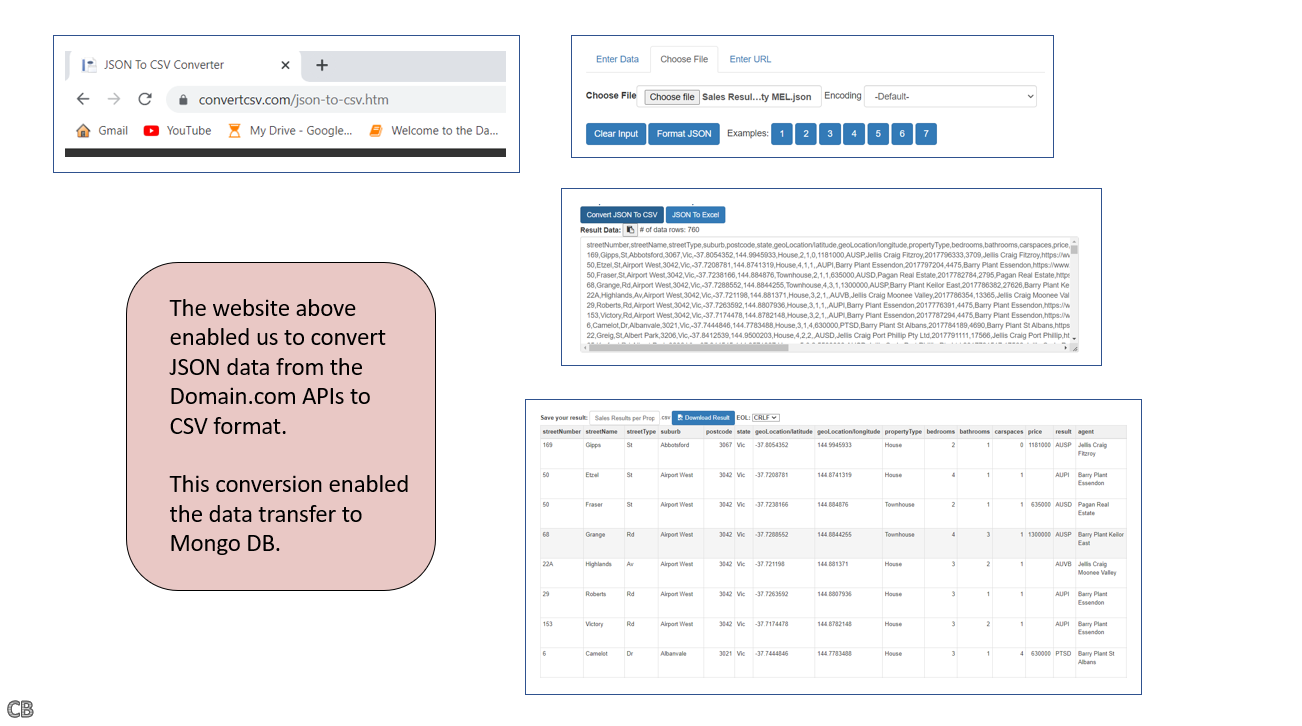 JSON To CSV Converter
convertcsv.com/json-to-csv.htm
Gmail YouTube My Drive - Google... Welcome to the Da...
Enter Data Choose File Enter URL
Choose File Choose file Sales Resul...ty MEL.json Encoding -Default-
Clear Input Format JSON Examples: 1 2 3 4 5 6 7
Convert JSON To CSV JSON To Excel
Result Data: # of data rows: 760
streetNumber,streetName,streetType,suburb,postcode,state,geoLocation/latitude,geoLocation/longitude,propertyType,bedrooms,bathrooms,carspaces,price
169,Gipps,St,Abbotsford,3067,Vic,-37.8054352,144.9945933,House,2,1,0,1181000,AUSP,Jellis Craig Fitzroy,2017796333,3709,Jellis Craig Fitzroy,https://w
50,Etzel,St,Airport West,3042,Vic,-37.7208781,144.8741319,House,4,1,1,,AUPI,Barry Plant Essendon,2017797204,4475,Barry Plant Essendon,https://www
50,Fraser,St,Airport West,3042,Vic,-37.7238166,144.884876,Townhouse,2,1,1,635000,AUSD,Pagan Real Estate,2017782784,2795,Pagan Real Estate,https
68,Grange,Rd,Airport West,3042,Vic,-37.7288552,144.8844255,Townhouse,4,3,1,1300000,AUSP,Barry Plant Keilor East,2017786382,27626,Barry Plant Ke
22A,Highlands,Av,Airport West,3042,Vic,-37.721198,144.881371,House,3,2,1,,AUVB,Jellis Craig Moonee Valley,2017786354,13365,Jellis Craig Moonee Val
29,Roberts,Rd,Airport West,3042,Vic,-37.7263592,144.8807936,House,3,1,1,,AUPI,Barry Plant Essendon,2017776391,4475,Barry Plant Essendon,https://w
153,Victory,Rd,Airport West,3042,Vic,-37.7174478,144.8782148,House,3,2,1,,AUPI,Barry Plant Essendon,2017787294,4475,Barry Plant Essendon,https://w
6,Camelot,Dr,Albanvale,3021,Vic,-37.7444846,144.7783488,House,3,1,4,630000,PTSD,Barry Plant St Albans,2017784189,4690,Barry Plant St Albans,https
22,Greig,St,Albert Park,3206,Vic,-37.8412539,144.9500203,House,4,2,2,,AUSD,Jellis Craig Port Phillip Pty Ltd,2017791111,17566,Jellis Craig Port Phillip,ht
The website above
enabled us to convert
JSON data from the
Domain.com APIs to
CSV format.
This conversion enabled
the data transfer to
Mongo DB.
Save your result: Sales Results per Prop .csv Download Result EOL: CRLF
streetNumber streetName streetType suburb postcode state geoLocation/latitude geoLocation/longitude propertyType bedrooms bathrooms carspaces price result agent
169 Gipps St Abbotsford 3067 Vic -37.8054352 144.9945933 House 2 1 0 1181000 AUSP Jellis Craig
Fitzroy
50 Etzel St Airport West 3042 Vic -37.7208781 144.8741319 House 4 1 1 AUPI Barry Plant
Essendon
50 Fraser St Airport West 3042 Vic -37.7238166 144.884876 Townhouse 2 1 1 635000 AUSD Pagan Real
Estate
68 Grange Rd Airport West 3042 Vic -37.7288552 144.8844255 Townhouse 4 3 1 1300000 AUSP Barry Plant Keilor
East
22A Highlands Av Airport West 3042 Vic -37.721198 144.881371 House 3 2 1 AUVB Jellis Craig
Moonee Valley
29 Roberts Rd Airport West 3042 Vic -37.7263592 144.8807936 House 3 1 1 AUPI Barry Plant
Essendon
153 Victory Rd Airport West 3042 Vic -37.7174478 144.8782148 House 3 2 1 AUPI Barry Plant
Essendon
6 Camelot Dr Albanvale 3021 Vic -37.7444846 144.7783488 House 3 1 4 630000 PTSD Barry Plant St
Albans
CB